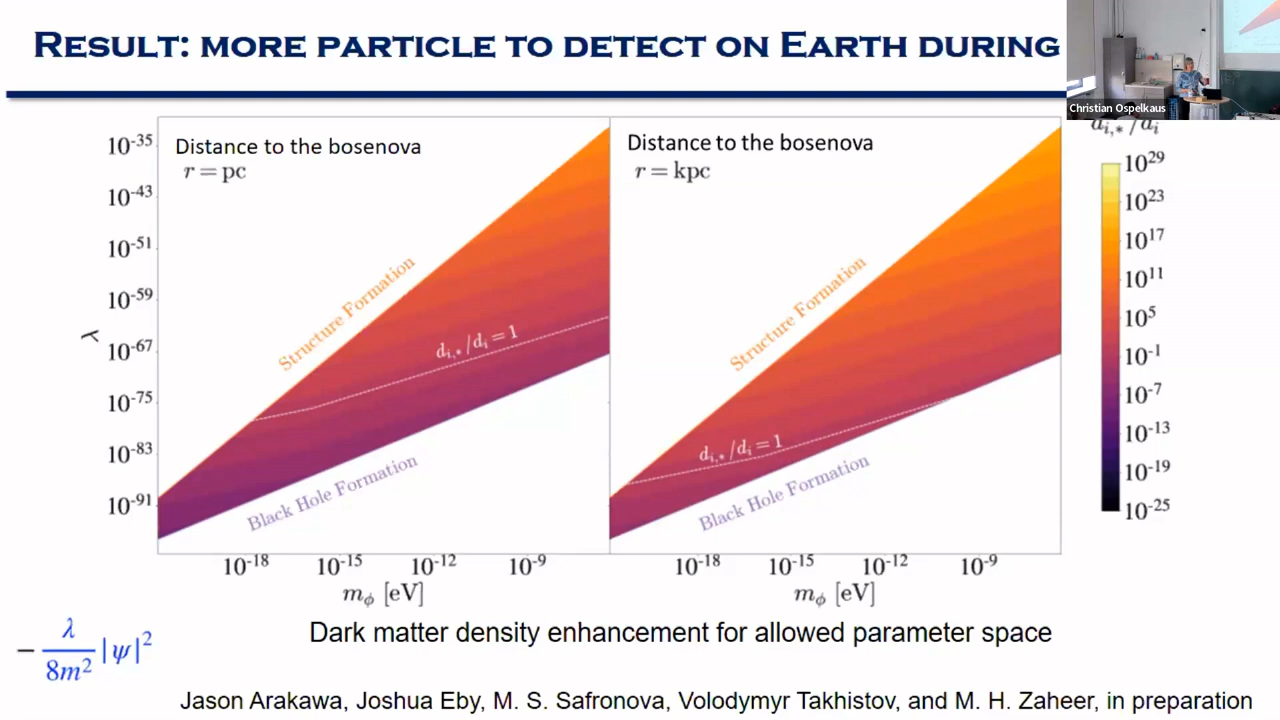 RESULT: MORE PARTICLE TO DETECT ON EARTH DURING
Christian Ospelkaus
d_{i,*}/d_i
Distance to the bosenova
r = pc
Structure Formation
d_{i,*}/d_i = 1
Black Hole Formation
Distance to the bosenova
r = kpc
Structure Formation
d_{i,*}/d_i = 1
Black Hole Formation
λ
10^{-35}
10^{-43}
10^{-51}
10^{-59}
10^{-67}
10^{-75}
10^{-83}
10^{-91}
10^{-18} 10^{-15} 10^{-12} 10^{-9}
m_ϕ [eV]
10^{-18} 10^{-15} 10^{-12} 10^{-9}
m_ϕ [eV]
10^{29}
10^{23}
10^{17}
10^{11}
10^{5}
10^{-1}
10^{-7}
10^{-13}
10^{-19}
10^{-25}
Dark matter density enhancement for allowed parameter space
− λ/8m² |ψ|²
Jason Arakawa, Joshua Eby, M. S. Safronova, Volodymyr Takhistov, and M. H. Zaheer, in preparation